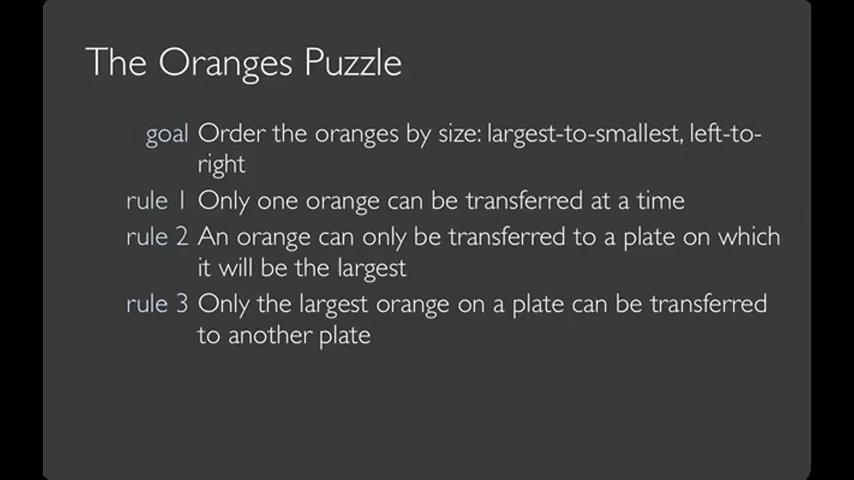 The Oranges Puzzle
goal Order the oranges by size: largest-to-smallest, left-to-
right
rule 1 Only one orange can be transferred at a time
rule 2 An orange can only be transferred to a plate on which
it will be the largest
rule 3 Only the largest orange on a plate can be transferred
to another plate